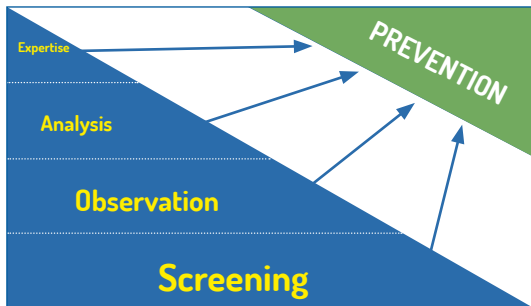 Expertise
PREVENTION
Analysis
Observation
Screening